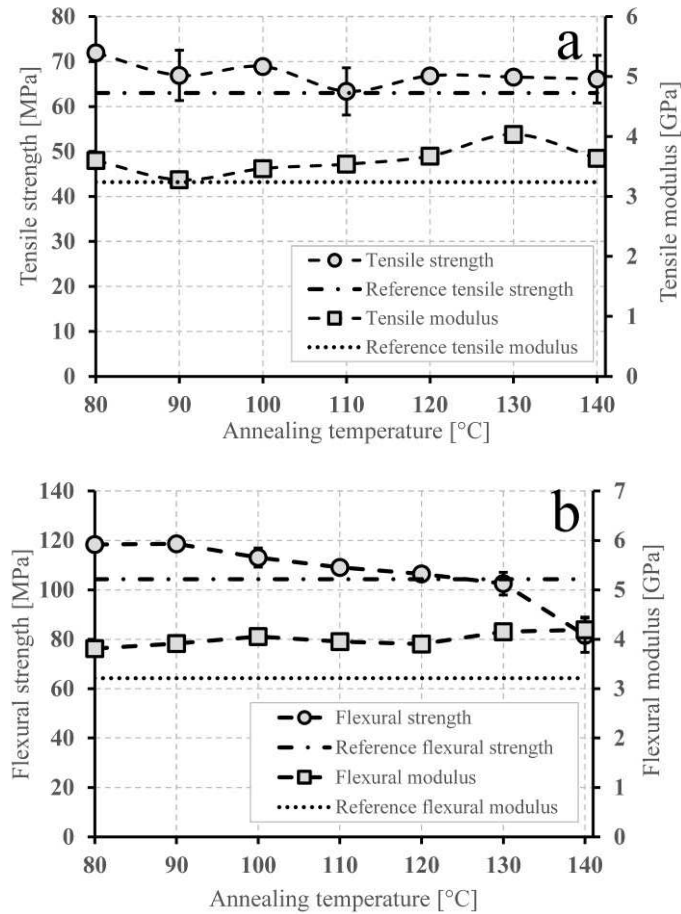 a
Tensile strength [MPa]
80
70
60
50
40
30
20
10
0
Tensile modulus [GPa]
6
5
4
3
2
1
0
Tensile strength
Reference tensile strength
Tensile modulus
Reference tensile modulus
80 90 100 110 120 130 140
Annealing temperature [°C]
b
Flexural strength [MPa]
140
120
100
80
60
40
20
0
Flexural modulus [GPa]
7
6
5
4
3
2
1
0
Flexural strength
Reference flexural strength
Flexural modulus
Reference flexural modulus
80 90 100 110 120 130 140
Annealing temperature [°C]